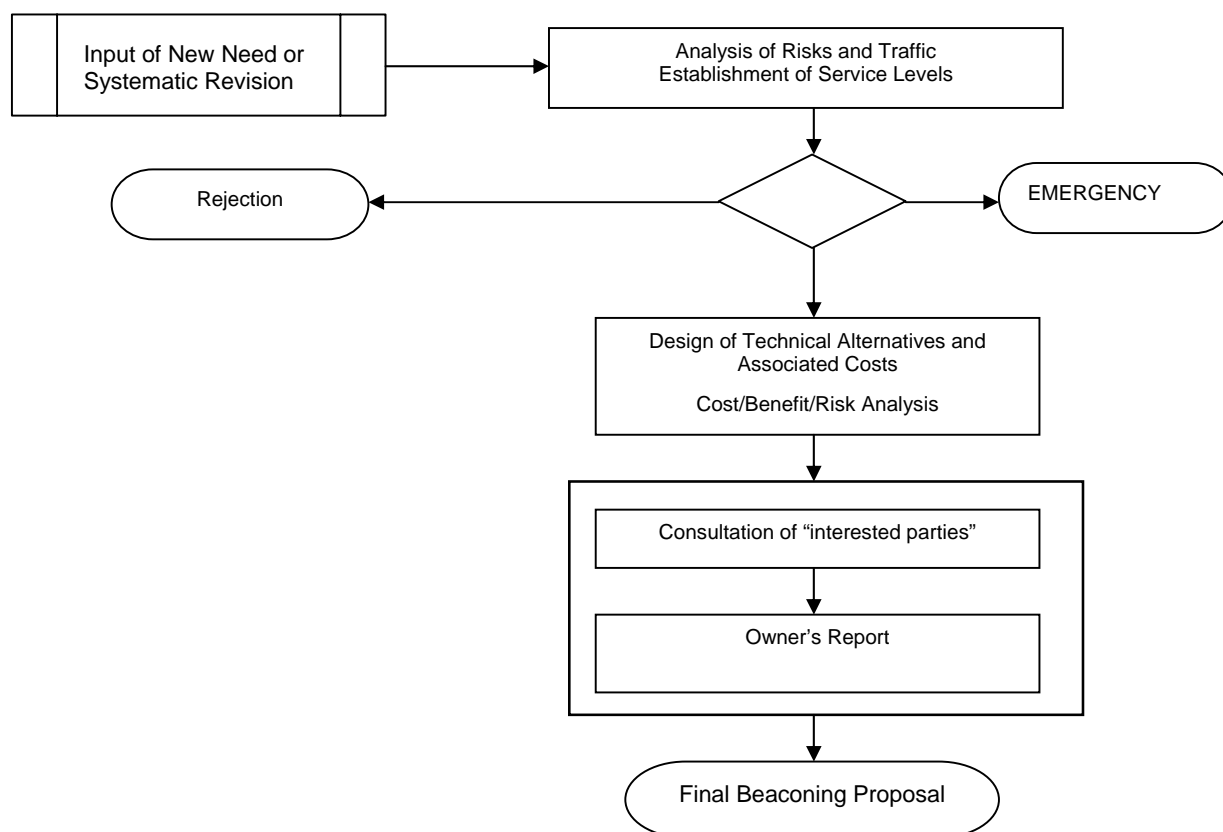 Input of New Need or
Systematic Revision
Analysis of Risks and Traffic
Establishment of Service Levels
Rejection
EMERGENCY
Design of Technical Alternatives and
Associated Costs
Cost/Benefit/Risk Analysis
Consultation of “interested parties”
Owner’s Report
Final Beaconing Proposal